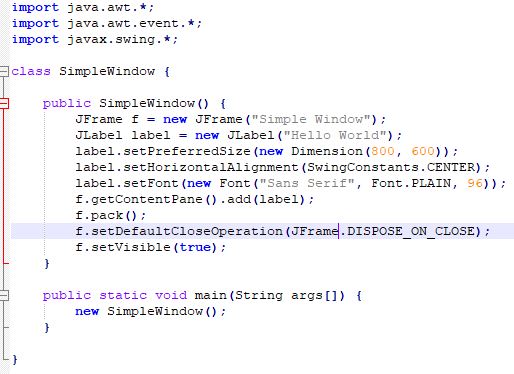 import java.awt.*;
import java.awt.event.*;
import javax.swing.*;
class SimpleWindow {
public SimpleWindow() {
JFrame f = new JFrame("Simple Window");
JLabel label = new JLabel("Hello World");
label.setPreferredSize(new Dimension(800, 600));
label.setHorizontalAlignment(SwingConstants.CENTER);
label.setFont(new Font("Sans Serif", Font.PLAIN, 96));
f.getContentPane().add(label);
f.pack();
f.setDefaultCloseOperation(JFrame.DISPOSE_ON_CLOSE);
f.setVisible(true);
}
public static void main(String args[]) {
new SimpleWindow();
}
}